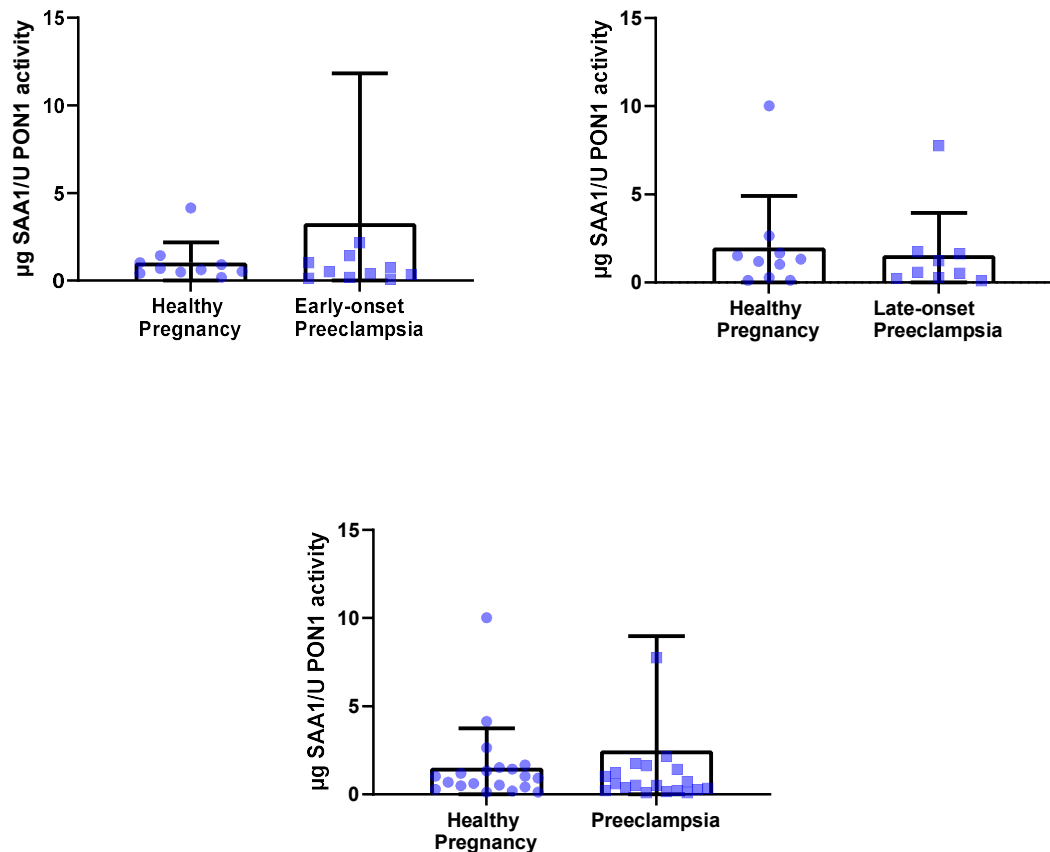 µg SAA1/U PON1 activity
15
10
5
0
Healthy
Pregnancy
Early-onset
Preeclampsia
µg SAA1/U PON1 activity
15
10
5
0
Healthy
Pregnancy
Late-onset
Preeclampsia
µg SAA1/U PON1 activity
15
10
5
0
Healthy
Pregnancy
Preeclampsia